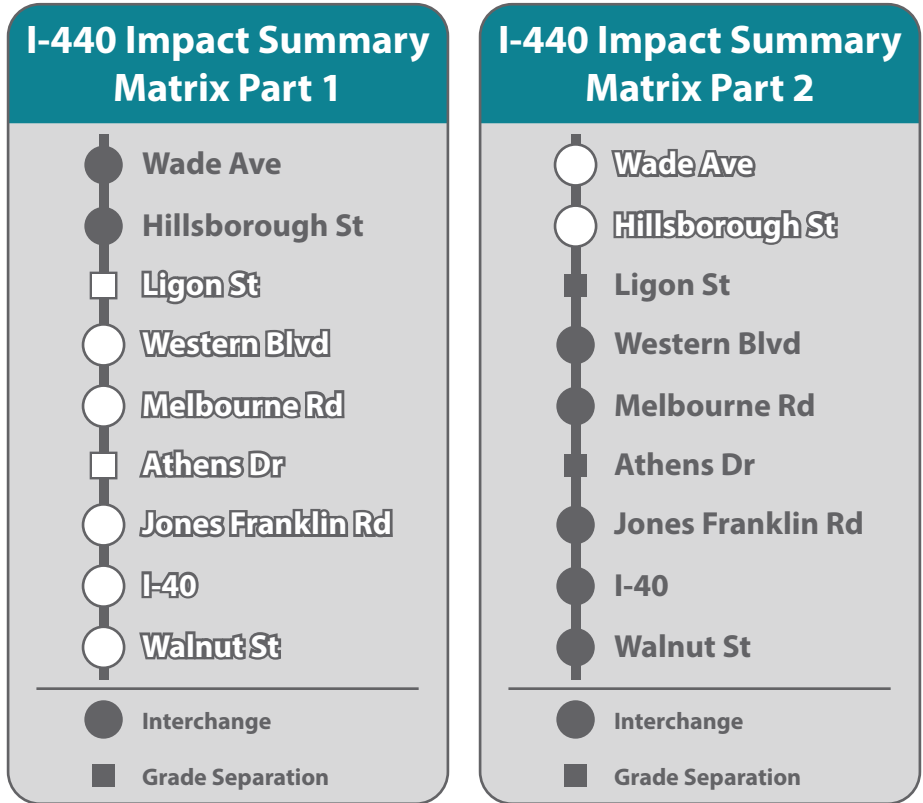 I-440 Impact Summary
Matrix Part 1
Wade Ave
Hillsborough St
Ligon St
Western Blvd
Melbourne Rd
Athens Dr
Jones Franklin Rd
I-40
Walnut St
Interchange
Grade Separation
I-440 Impact Summary
Matrix Part 2
Wade Ave
Hillsborough St
Ligon St
Western Blvd
Melbourne Rd
Athens Dr
Jones Franklin Rd
I-40
Walnut St
Interchange
Grade Separation